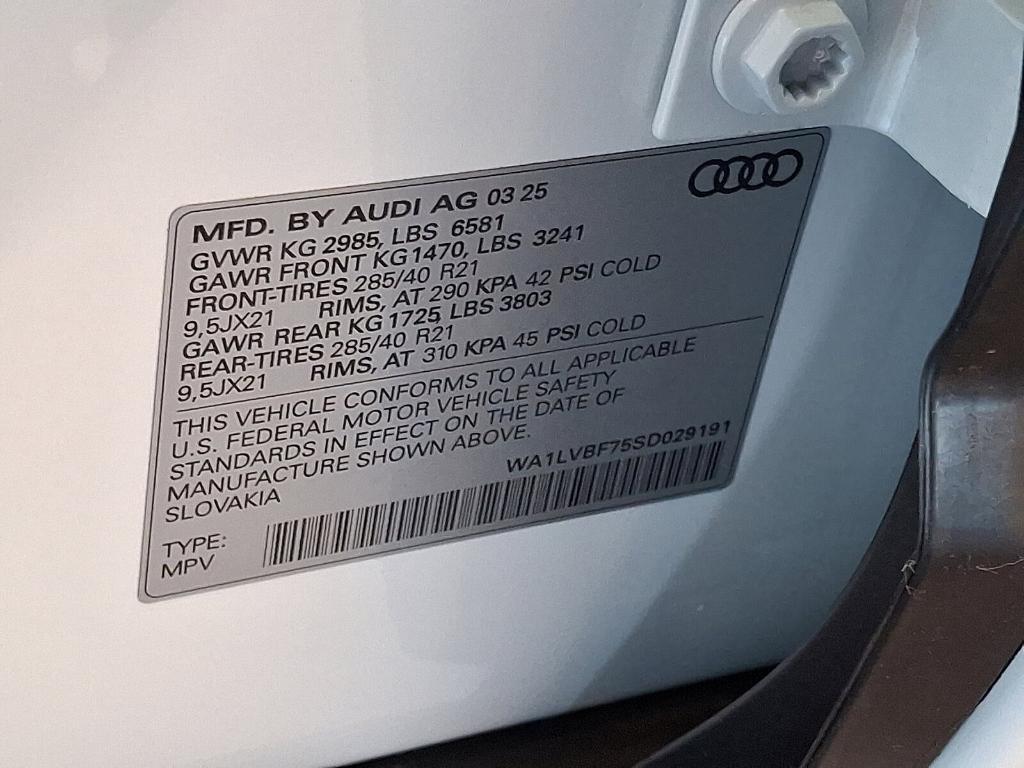 MFD. BY AUDI AG 03 25
GVWR KG 2985, LBS 6581
GAWR FRONT KG 1470, LBS 3241
FRONT-TIRES 285/40 R21
9,5JX21 RIMS, AT 290 KPA 42 PSI COLD
GAWR REAR KG 1725 LBS 3803
REAR-TIRES 285/40 R21
9,5JX21 RIMS, AT 310 KPA 45 PSI COLD
THIS VEHICLE CONFORMS TO ALL APPLICABLE
U.S. FEDERAL MOTOR VEHICLE SAFETY
STANDARDS IN EFFECT ON THE DATE OF
MANUFACTURE SHOWN ABOVE.
SLOVAKIA
WA1LVBF75SD029191
TYPE:
MPV